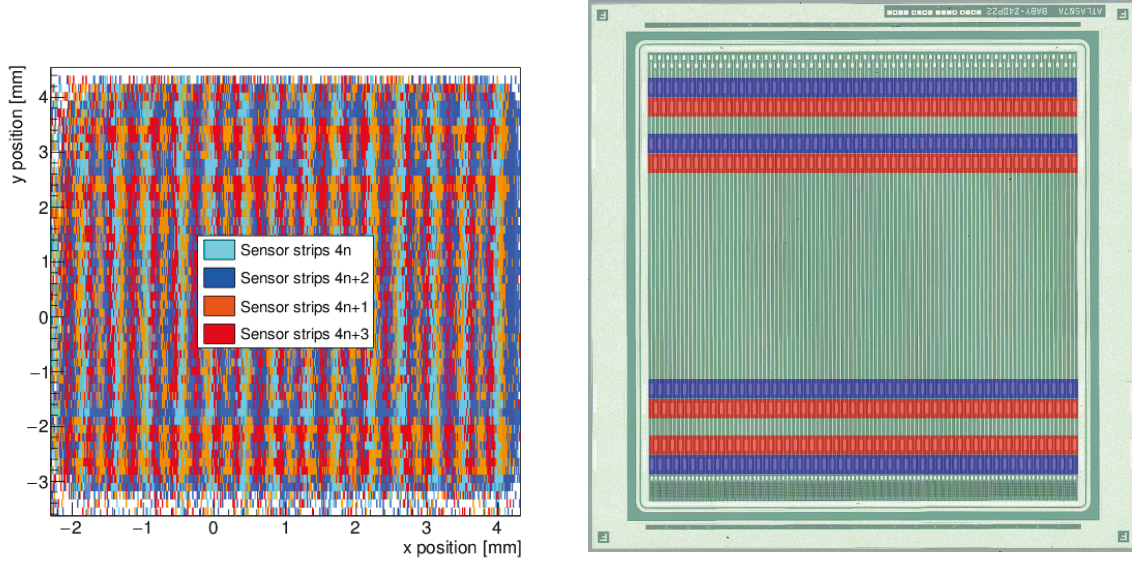 y position [mm]
4
3
2
1
0
−1
−2
−3
Sensor strips 4n
Sensor strips 4n+2
Sensor strips 4n+1
Sensor strips 4n+3
−2 −1 0 1 2 3 4
x position [mm]
F
ATLAS07A BABY-Z4DP22
F
F
F